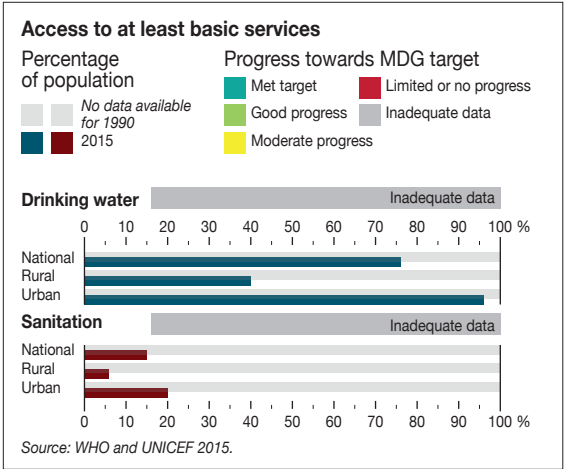 Access to at least basic services
Percentage
of population
No data available
for 1990
2015
Progress towards MDG target
Met target
Limited or no progress
Good progress
Inadequate data
Moderate progress
Drinking water
Inadequate data
0 10 20 30 40 50 60 70 80 90 100 %
National
Rural
Urban
Sanitation
Inadequate data
National
Rural
Urban
0 10 20 30 40 50 60 70 80 90 100 %
Source: WHO and UNICEF 2015.